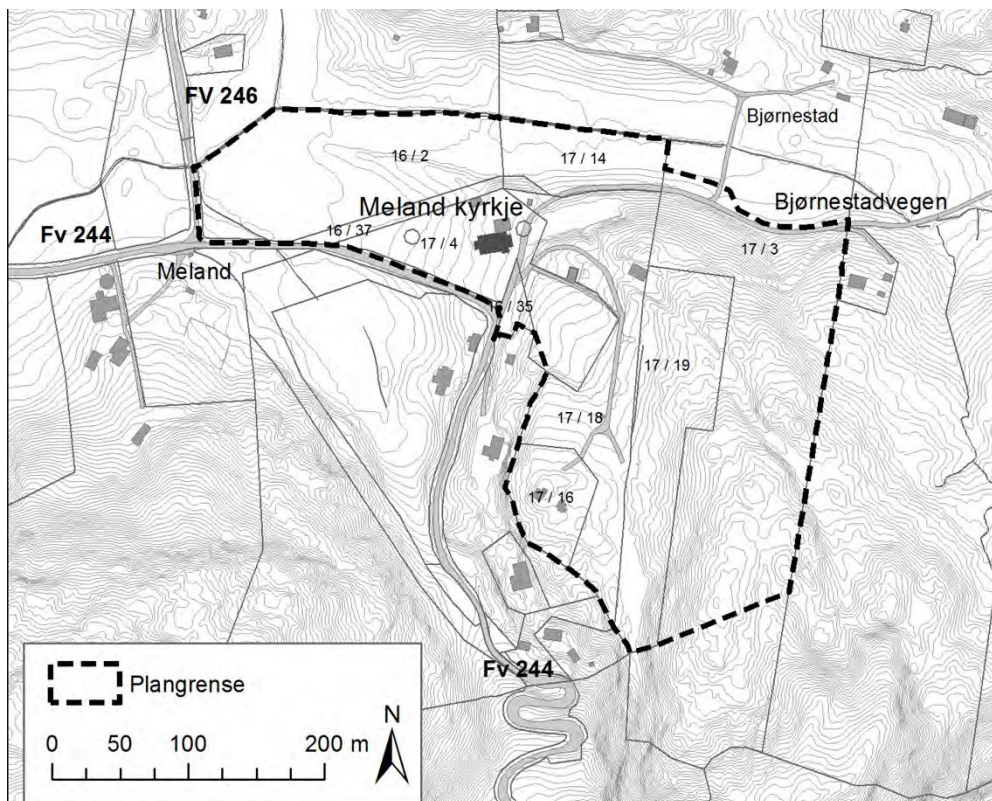 FV 246
Bjørnestad
16 / 2
17 / 14
Meland kyrkje
Bjørnestadvegen
16 / 37
17 / 4
17 / 3
Fv 244
Meland
16 / 35
17 / 19
17 / 18
17 / 16
Fv 244
Plangrense
N
0 50 100 200 m